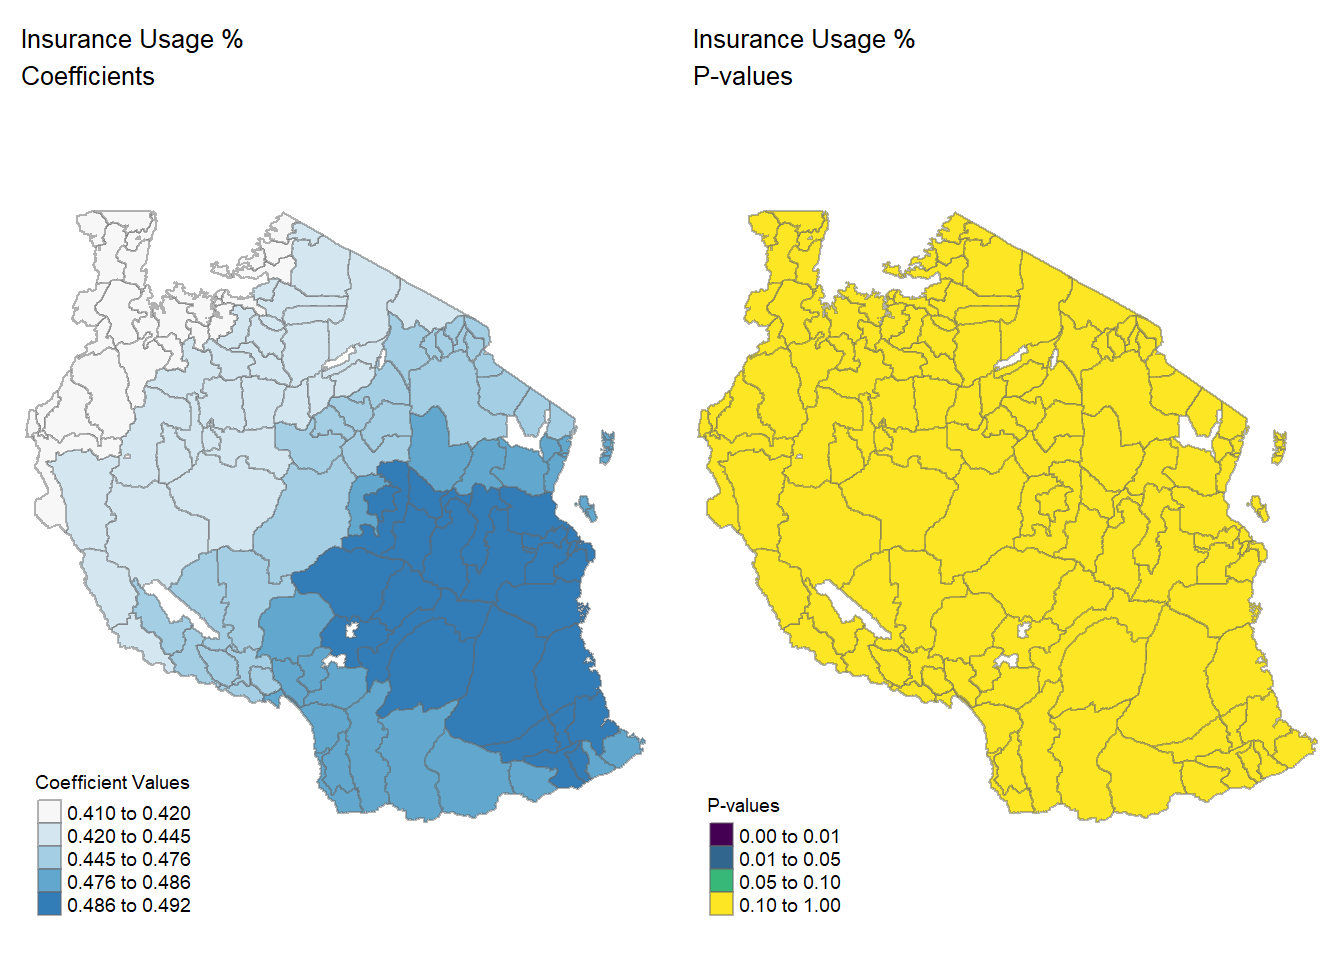 Insurance Usage %
Coefficients
Insurance Usage %
P-values
Coefficient Values
0.410 to 0.420
0.420 to 0.445
0.445 to 0.476
0.476 to 0.486
0.486 to 0.492
P-values
0.00 to 0.01
0.01 to 0.05
0.05 to 0.10
0.10 to 1.00